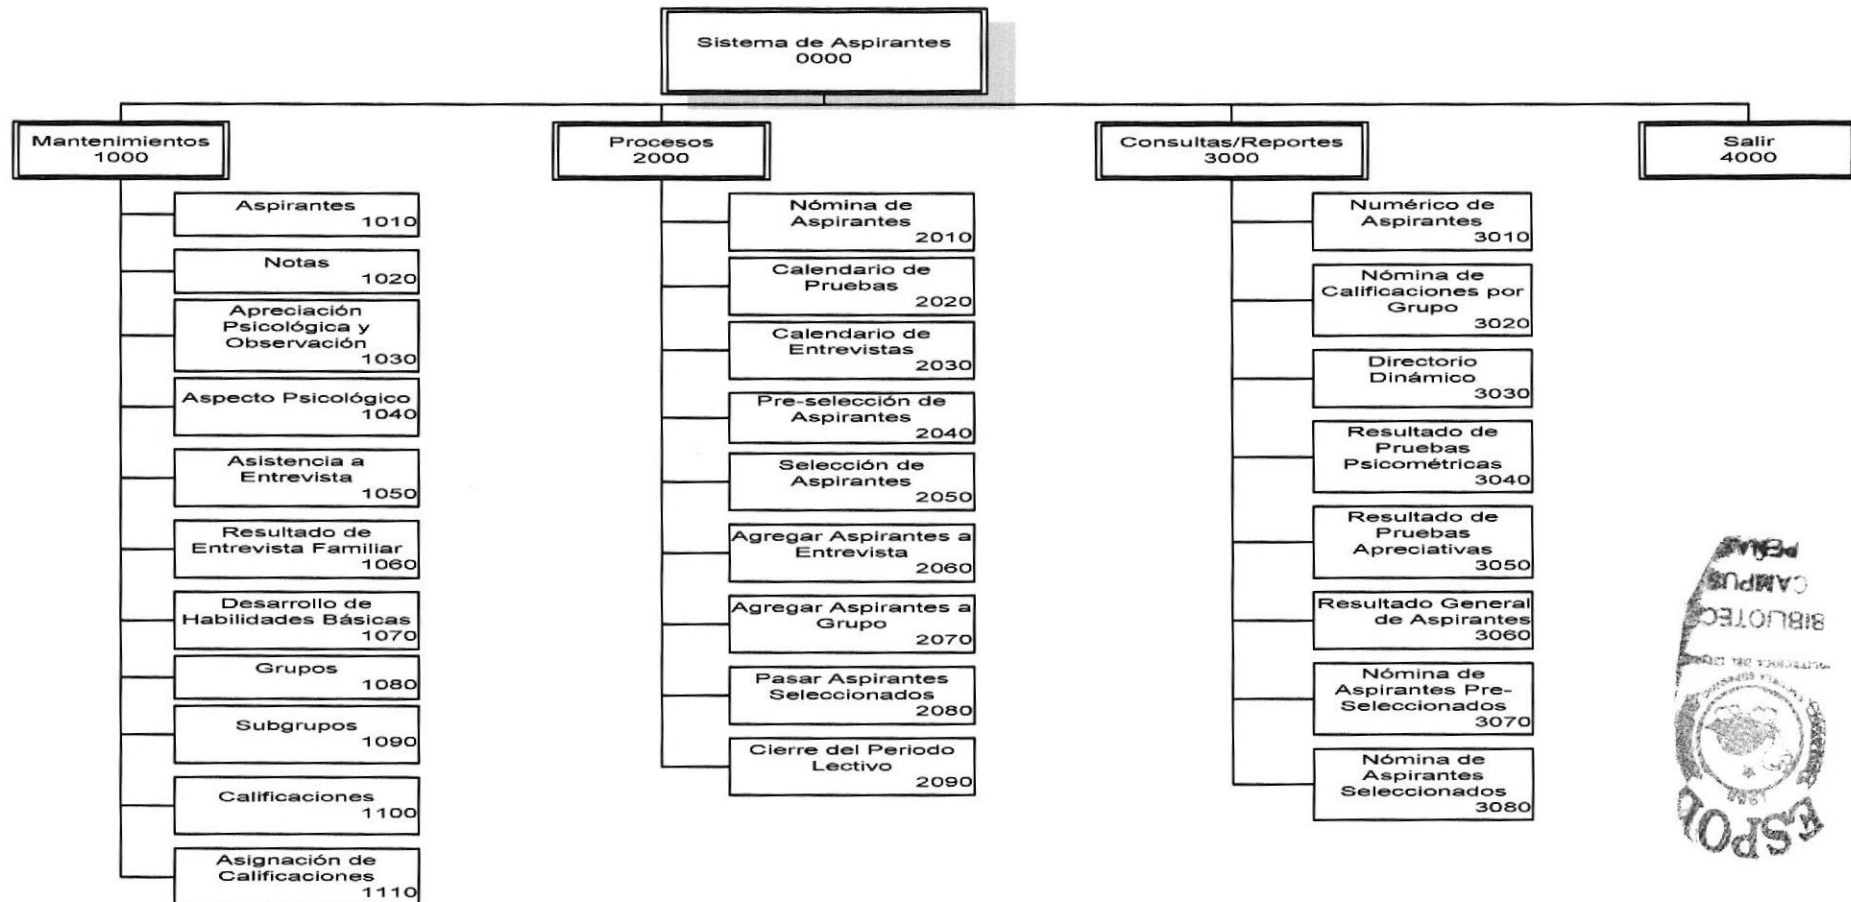 Sistema de Aspirantes
0000
Mantenimientos
1000
Aspirantes
1010
Notas
1020
Apreciación
Psicológica y
Observación
1030
Aspecto Psicológico
1040
Asistencia a
Entrevista
1050
Resultado de
Entrevista Familiar
1060
Desarrollo de
Habilidades Básicas
1070
Grupos
1080
Subgrupos
1090
Calificaciones
1100
Asignación de
Calificaciones
1110
Procesos
2000
Nómina de
Aspirantes
2010
Calendario de
Pruebas
2020
Calendario de
Entrevistas
2030
Pre-selección de
Aspirantes
2040
Selección de
Aspirantes
2050
Agregar Aspirantes a
Entrevista
2060
Agregar Aspirantes a
Grupo
2070
Pasar Aspirantes
Seleccionados
2080
Cierre del Periodo
Lectivo
2090
Consultas/Reportes
3000
Numérico de
Aspirantes
3010
Nómina de
Calificaciones por
Grupo
3020
Directorio
Dinámico
3030
Resultado de
Pruebas
Psicométricas
3040
Resultado de
Pruebas
Apreciativas
3050
Resultado General
de Aspirantes
3060
Nómina de
Aspirantes Pre-
Seleccionados
3070
Nómina de
Aspirantes
Seleccionados
3080
Salir
4000
ESPOL
BIBLIOTEC
CAMPUS
PEÑAS